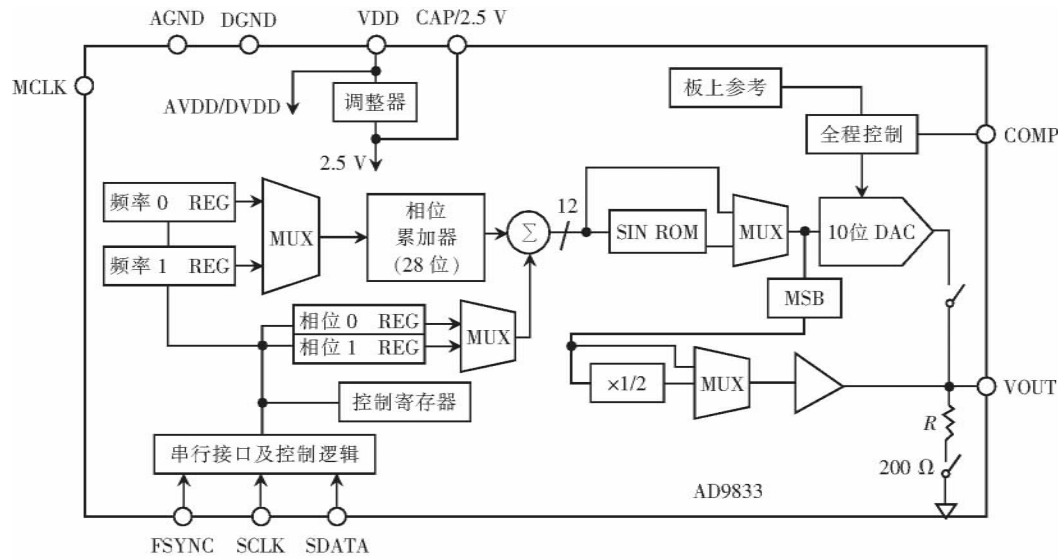 AGND
DGND
VDD
CAP/2.5 V
MCLK
AVDD/DVDD
调整器
2.5 V
板上参考
全程控制
COMP
频率 0 REG
频率 1 REG
MUX
相位
累加器
(28 位)
Σ
12
SIN ROM
MUX
10位 DAC
MSB
相位 0 REG
相位 1 REG
MUX
控制寄存器
×1/2
MUX
VOUT
R
200 Ω
串行接口及控制逻辑
AD9833
FSYNC
SCLK
SDATA